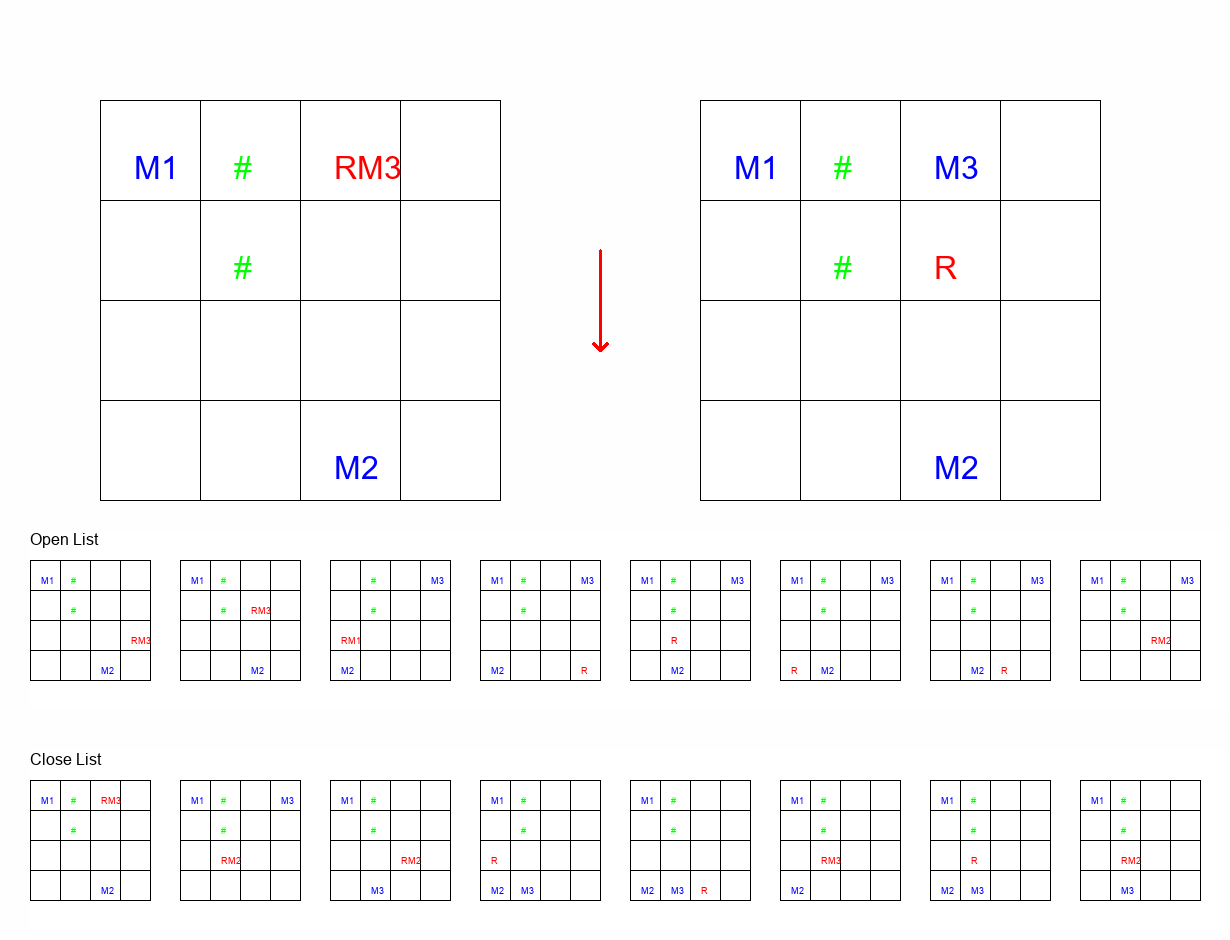 M1 # RM3 M1 # M3
# # R
M2 M2
Open List
M1 # M1 # # M3 M1 # M3 M1 # M3 M1 # M3 M1 # M3 M1 # M3
# # RM3 # # # # # #
RM3 RM1 R RM2
M2 M2 M2 M2 R M2 R M2 M2 R
Close List
M1 # RM3 M1 # M3 M1 # M1 # M1 # M1 # M1 # M1 #
# # # # # # # #
RM2 RM2 R RM3 R RM2
M2 M3 M2 M3 M2 M3 R M2 M2 M3 M3